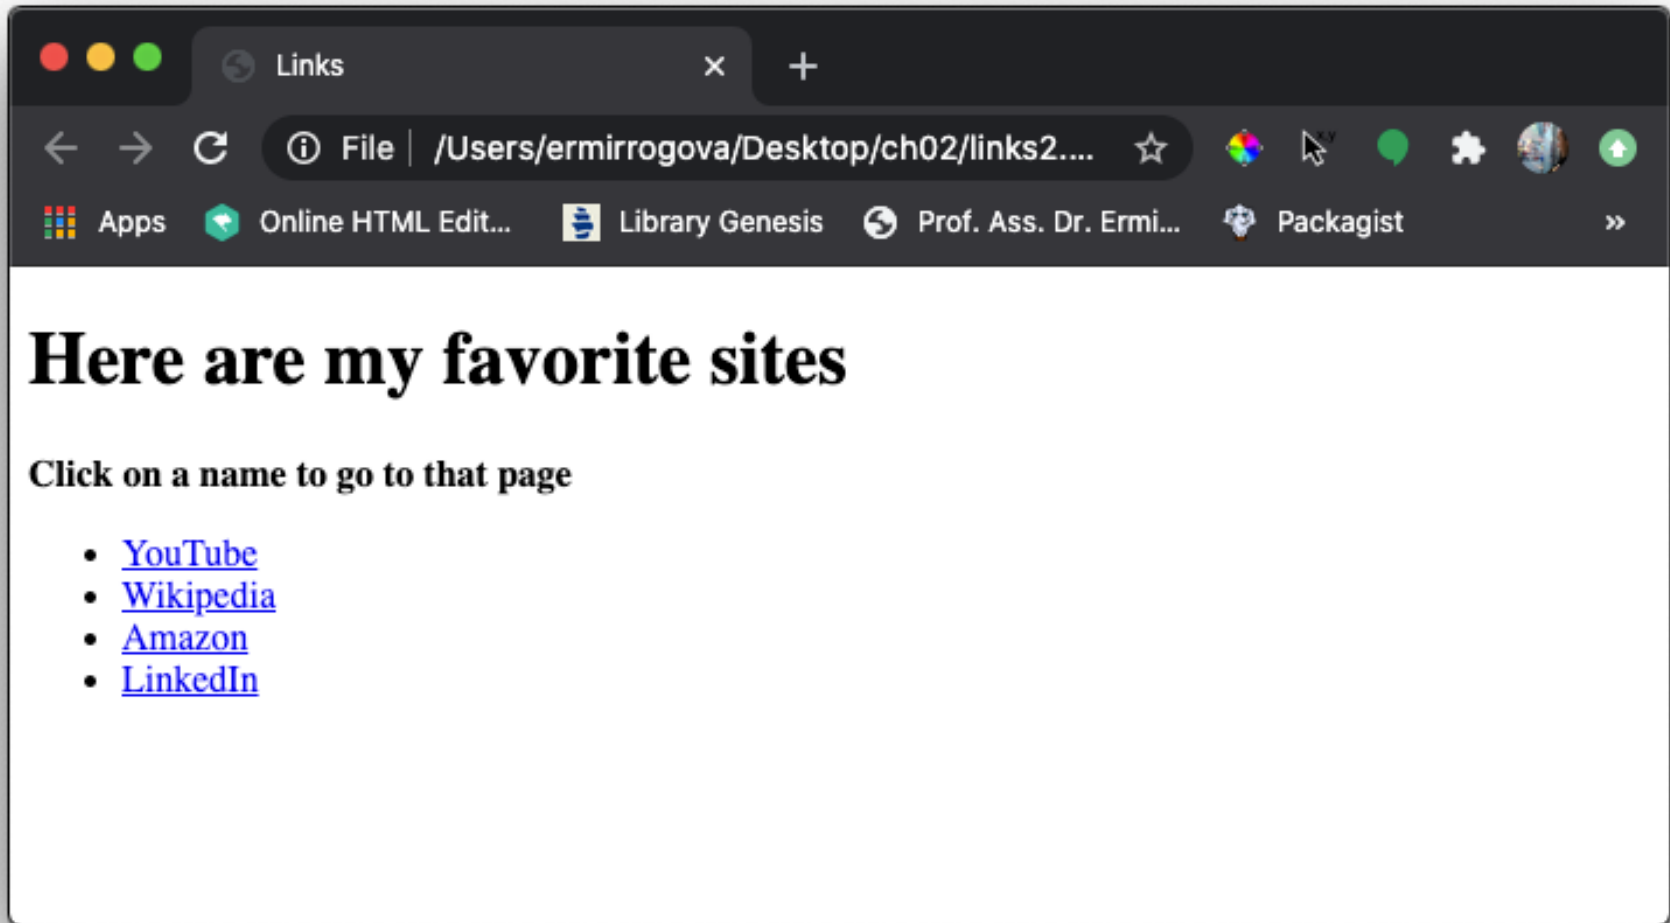 Links
File /Users/ermirrogova/Desktop/ch02/links2....
x,y
Apps Online HTML Edit... Library Genesis Prof. Ass. Dr. Ermi... Packagist
Here are my favorite sites
Click on a name to go to that page
• YouTube
• Wikipedia
• Amazon
• LinkedIn